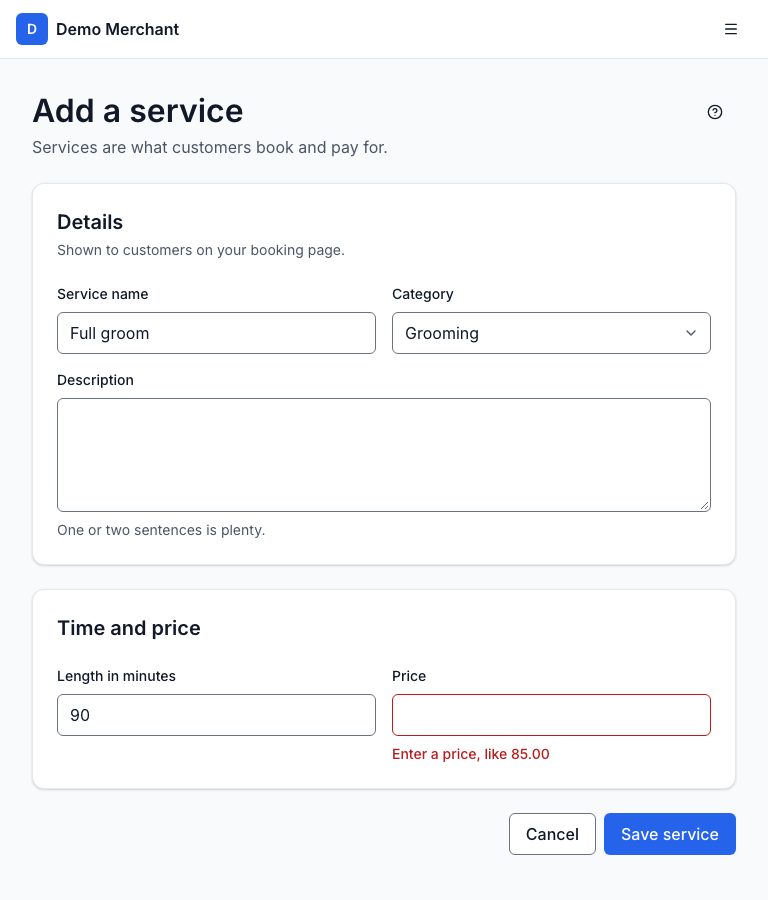 D
Demo Merchant
Add a service
Services are what customers book and pay for.
Details
Shown to customers on your booking page.
Service name
Category
Full groom
Grooming
Description
One or two sentences is plenty.
Time and price
Length in minutes
Price
90
Enter a price, like 85.00
Cancel
Save service